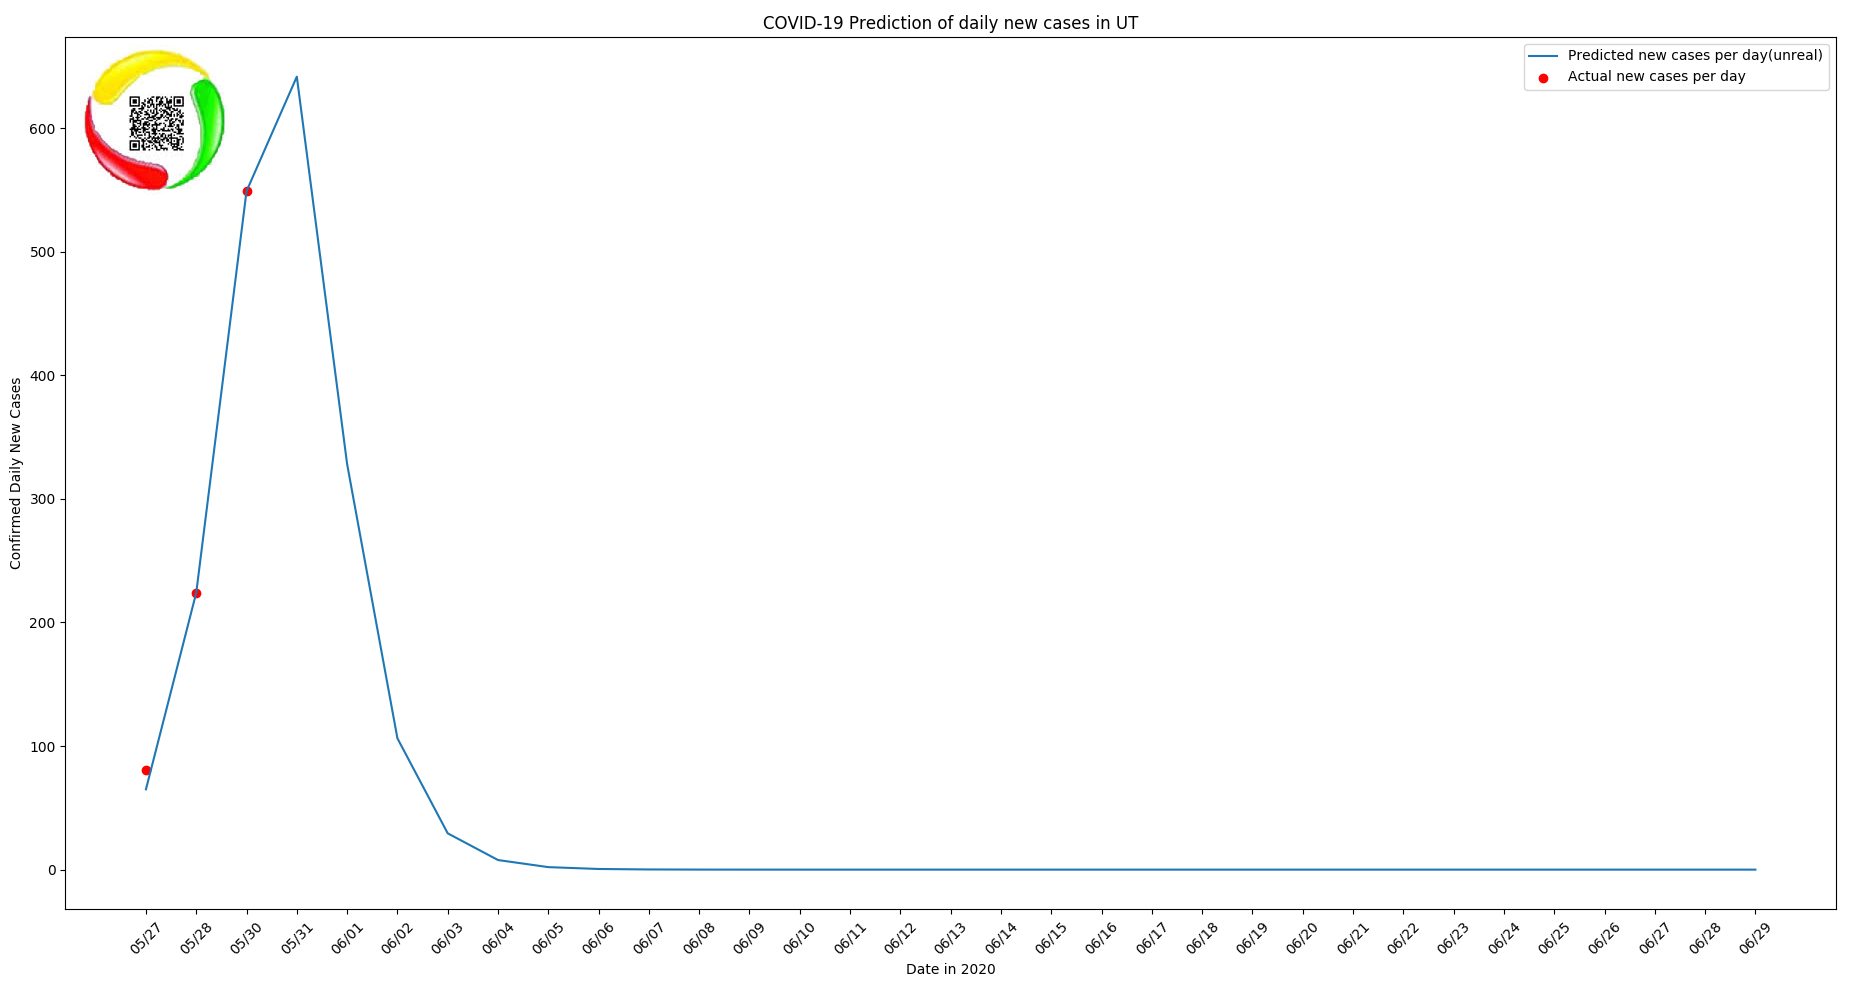 COVID-19 Prediction of daily new cases in UT
Predicted new cases per day(unreal)
Actual new cases per day
Confirmed Daily New Cases
600
500
400
300
200
100
0
05/27 05/28 05/30 05/31 06/01 06/02 06/03 06/04 06/05 06/06 06/07 06/08 06/09 06/10 06/11 06/12 06/13 06/14 06/15 06/16 06/17 06/18 06/19 06/20 06/21 06/22 06/23 06/24 06/25 06/26 06/27 06/28 06/29
Date in 2020